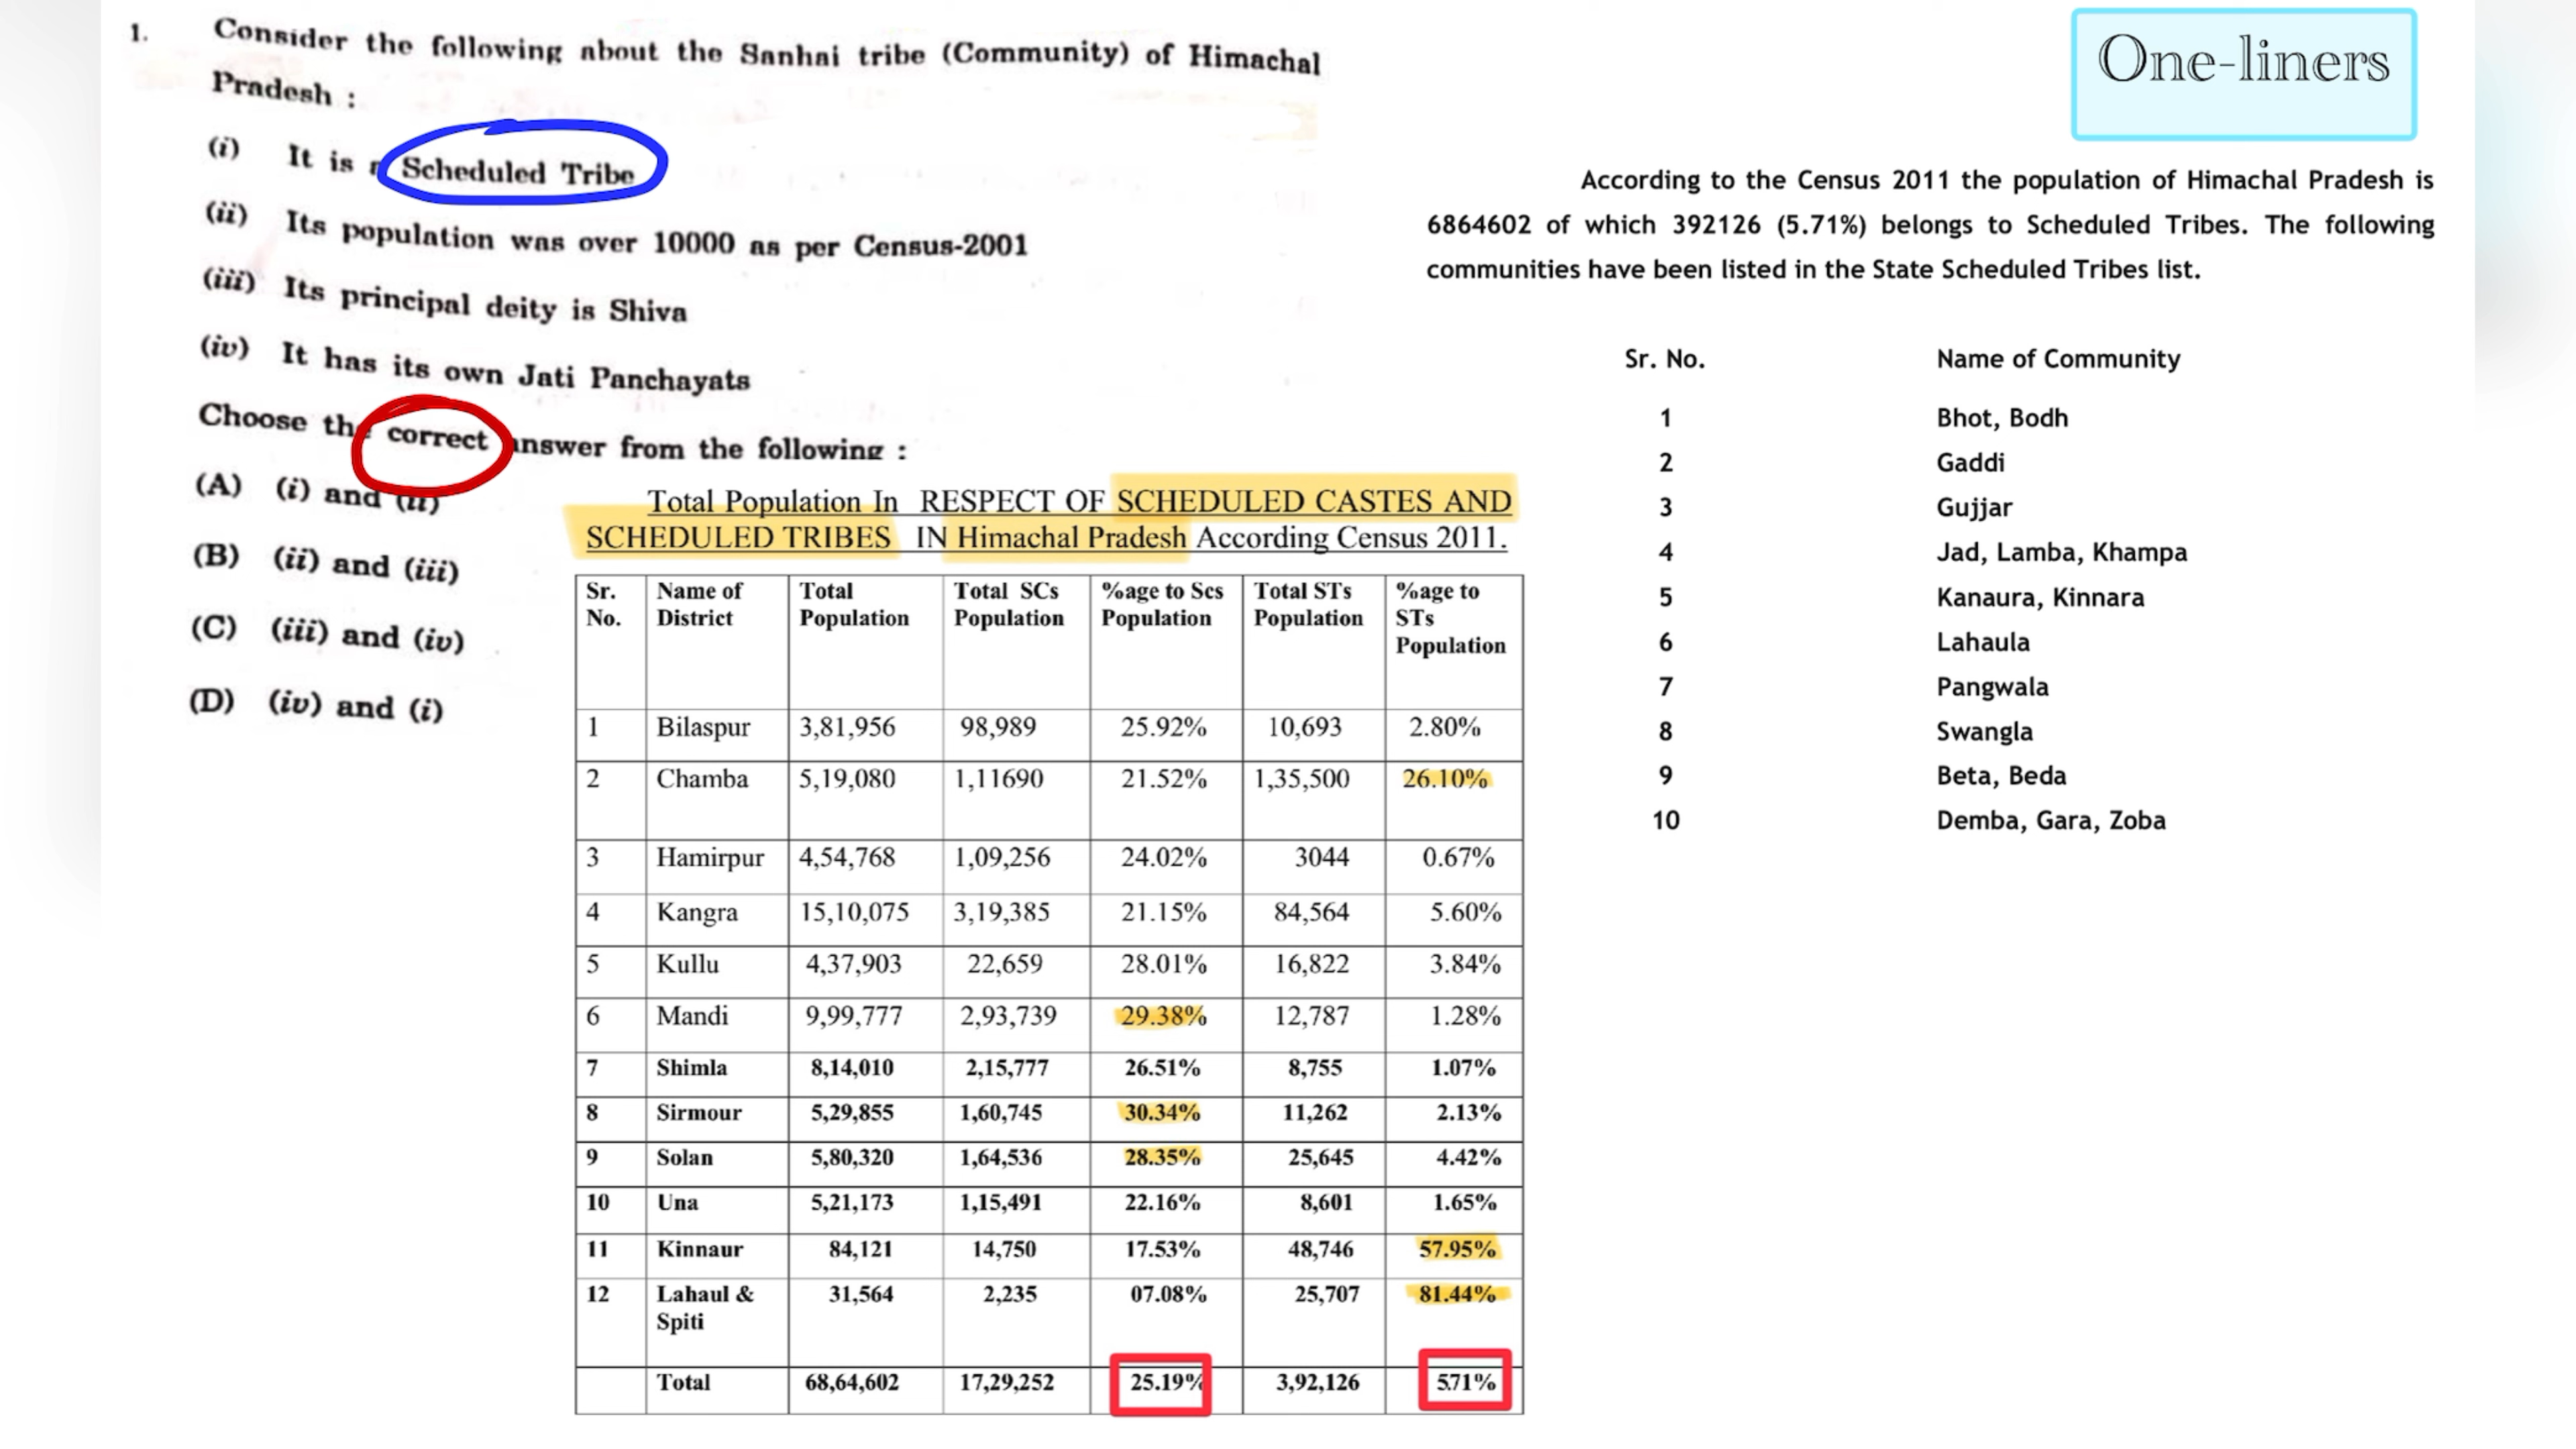 1. Consider the following about the Sanhai tribe (Community) of Himachal
Pradesh :
(i) It is a Scheduled Tribe
(ii) Its population was over 10000 as per Census-2001
(iii) Its principal deity is Shiva
(iv) It has its own Jati Panchayats
Choose the correct answer from the following :
(A) (i) and (ii)
(B) (ii) and (iii)
(C) (iii) and (iv)
(D) (iv) and (i)
Total Population In RESPECT OF SCHEDULED CASTES AND
SCHEDULED TRIBES IN Himachal Pradesh According Census 2011.
Sr. No. Name of District Total Population Total SCs Population %age to Scs Population Total STs Population %age to STs Population
1 Bilaspur 3,81,956 98,989 25.92% 10,693 2.80%
2 Chamba 5,19,080 1,11690 21.52% 1,35,500 26.10%
3 Hamirpur 4,54,768 1,09,256 24.02% 3044 0.67%
4 Kangra 15,10,075 3,19,385 21.15% 84,564 5.60%
5 Kullu 4,37,903 22,659 28.01% 16,822 3.84%
6 Mandi 9,99,777 2,93,739 29.38% 12,787 1.28%
7 Shimla 8,14,010 2,15,777 26.51% 8,755 1.07%
8 Sirmour 5,29,855 1,60,745 30.34% 11,262 2.13%
9 Solan 5,80,320 1,64,536 28.35% 25,645 4.42%
10 Una 5,21,173 1,15,491 22.16% 8,601 1.65%
11 Kinnaur 84,121 14,750 17.53% 48,746 57.95%
12 Lahaul & Spiti 31,564 2,235 07.08% 25,707 81.44%
Total 68,64,602 17,29,252 25.19% 3,92,126 5.71%
One-liners
According to the Census 2011 the population of Himachal Pradesh is
6864602 of which 392126 (5.71%) belongs to Scheduled Tribes. The following
communities have been listed in the State Scheduled Tribes list.
Sr. No. Name of Community
1 Bhot, Bodh
2 Gaddi
3 Gujjar
4 Jad, Lamba, Khampa
5 Kanaura, Kinnara
6 Lahaula
7 Pangwala
8 Swangla
9 Beta, Beda
10 Demba, Gara, Zoba